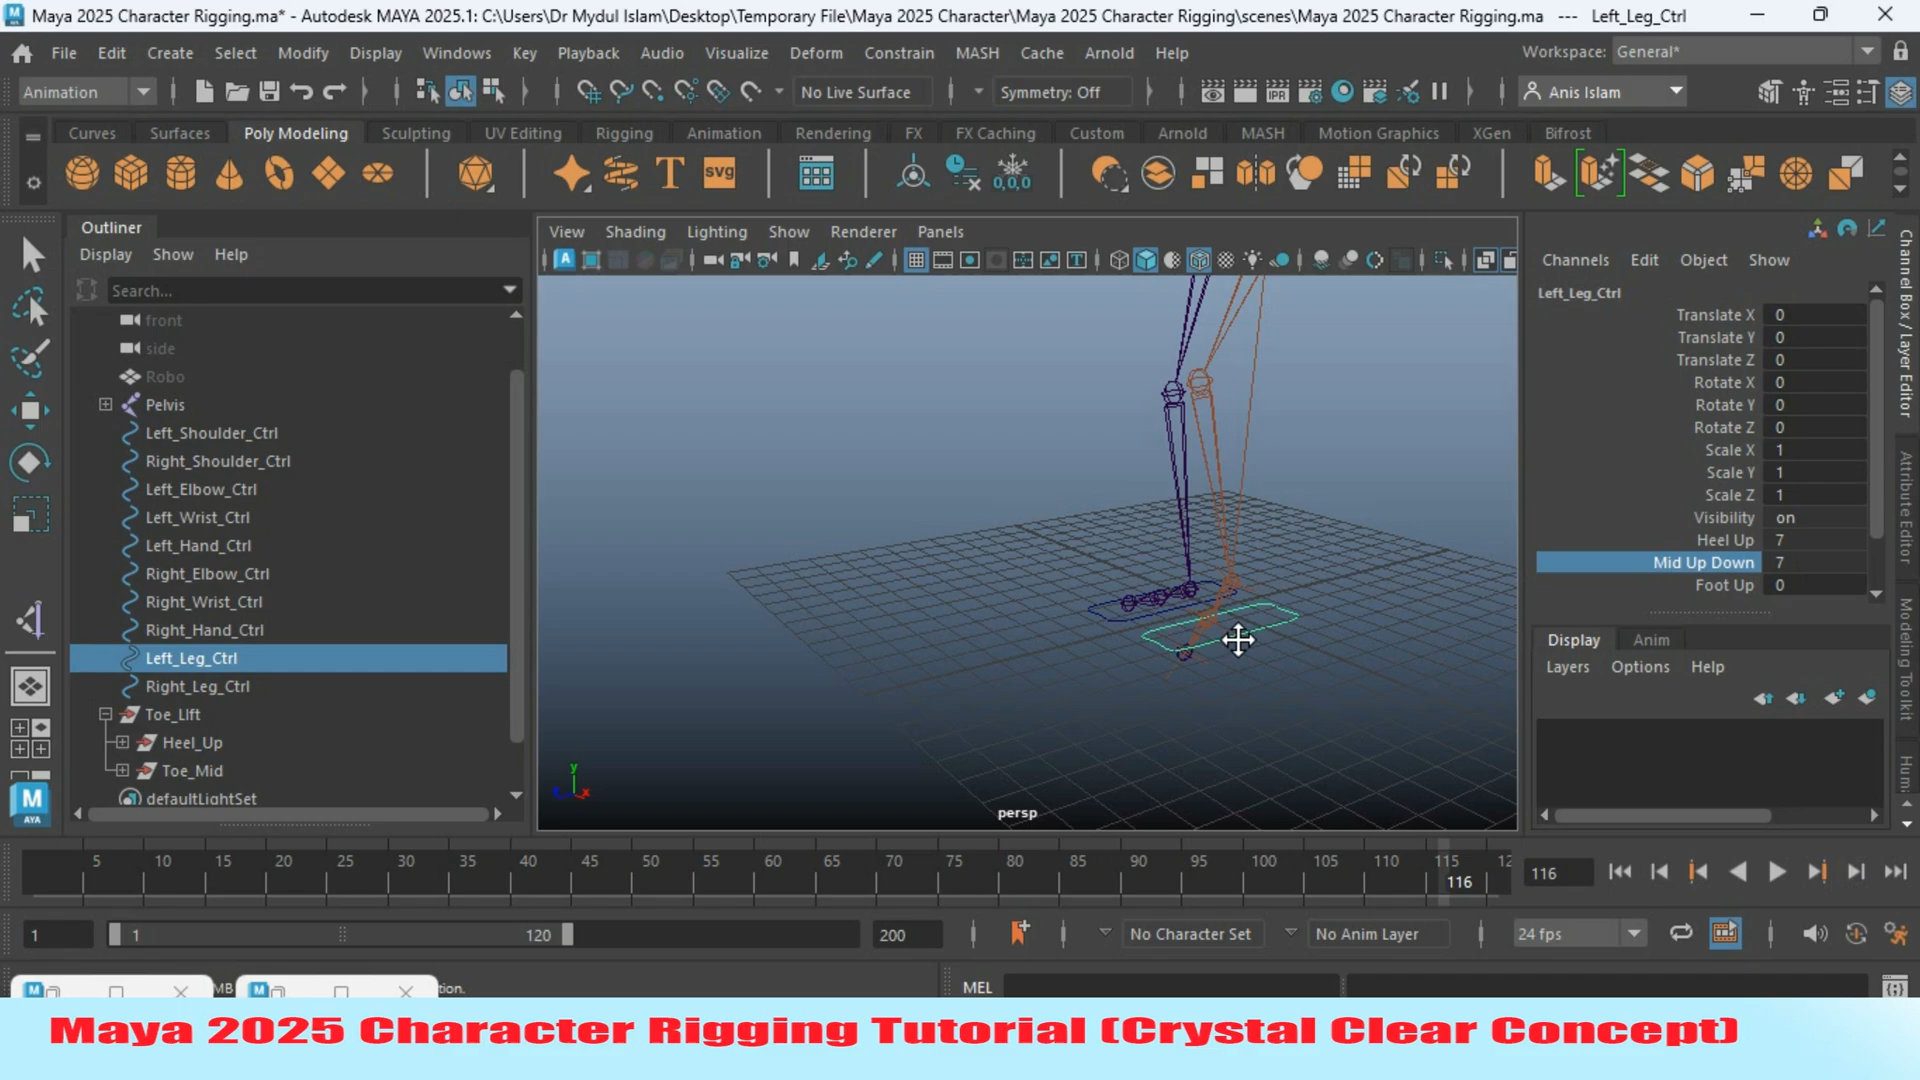 Maya 2025 Character Rigging.ma* - Autodesk MAYA 2025.1: C:\Users\Dr Mydul Islam\Desktop\Temporary File\Maya 2025 Character\Maya 2025 Character Rigging\scenes\Maya 2025 Character Rigging.ma --- Left_Leg_Ctrl
File Edit Create Select Modify Display Windows Key Playback Audio Visualize Deform Constrain MASH Cache Arnold Help
Workspace: General*
Animation
No Live Surface
Symmetry: Off
IPR
Anis Islam
Curves Surfaces Poly Modeling Sculpting UV Editing Rigging Animation Rendering FX FX Caching Custom Arnold MASH Motion Graphics XGen Bifrost
T
SVG
0,0,0
Outliner
Display Show Help
Search...
front
side
Robo
Pelvis
Left_Shoulder_Ctrl
Right_Shoulder_Ctrl
Left_Elbow_Ctrl
Left_Wrist_Ctrl
Left_Hand_Ctrl
Right_Elbow_Ctrl
Right_Wrist_Ctrl
Right_Hand_Ctrl
Left_Leg_Ctrl
Right_Leg_Ctrl
Toe_LIft
Heel_Up
Toe_Mid
defaultLightSet
M
AYA
View Shading Lighting Renderer Panels
y
x
persp
Channels Edit Object Show
Left_Leg_Ctrl
Translate X 0
Translate Y 0
Translate Z 0
Rotate X 0
Rotate Y 0
Rotate Z 0
Scale X 1
Scale Y 1
Scale Z 1
Visibility on
Heel Up 7
Mid Up Down 7
Foot Up 0
Display Anim
Layers Options Help
Channel Box / Layer Editor
Attribute Editor
Modeling Toolkit
5 10 15 20 25 30 35 40 45 50 55 60 65 70 75 80 85 90 95 100 105 110 115 12
116
116
1
1
120
200
No Character Set
No Anim Layer
24 fps
MB
tion.
MEL
Maya 2025 Character Rigging Tutorial (Crystal Clear Concept)